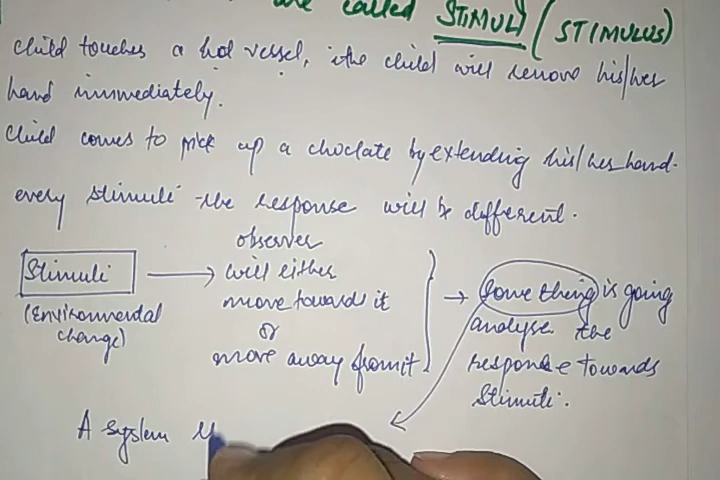 are called STIMULI (STIMULUS)
child touches a hot vessel, the child will remove his/her
hand immediately.
Child comes to pick up a choclate by extending his/her hand.
every stimuli the response will be different.
Stimuli → observer will either move towards it or move away from it → Some thing is going analyse the response towards Stimuli.
(Environmental change)
A system